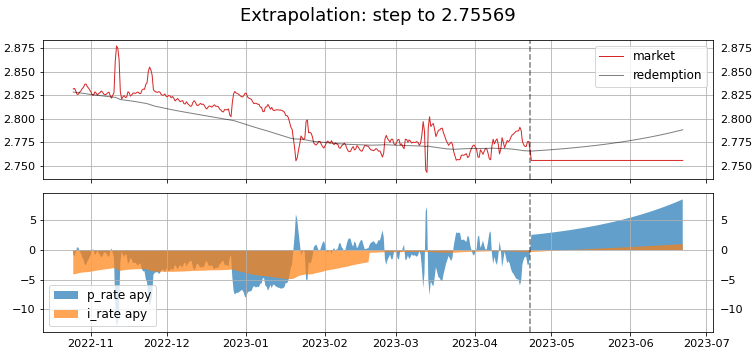 Extrapolation: step to 2.75569
2.875 2.875
2.850 2.850
2.825 2.825
2.800 2.800
2.775 2.775
2.750 2.750
market
redemption
5 5
0 0
−5 −5
−10 −10
p_rate apy
i_rate apy
2022-11 2022-12 2023-01 2023-02 2023-03 2023-04 2023-05 2023-06 2023-07